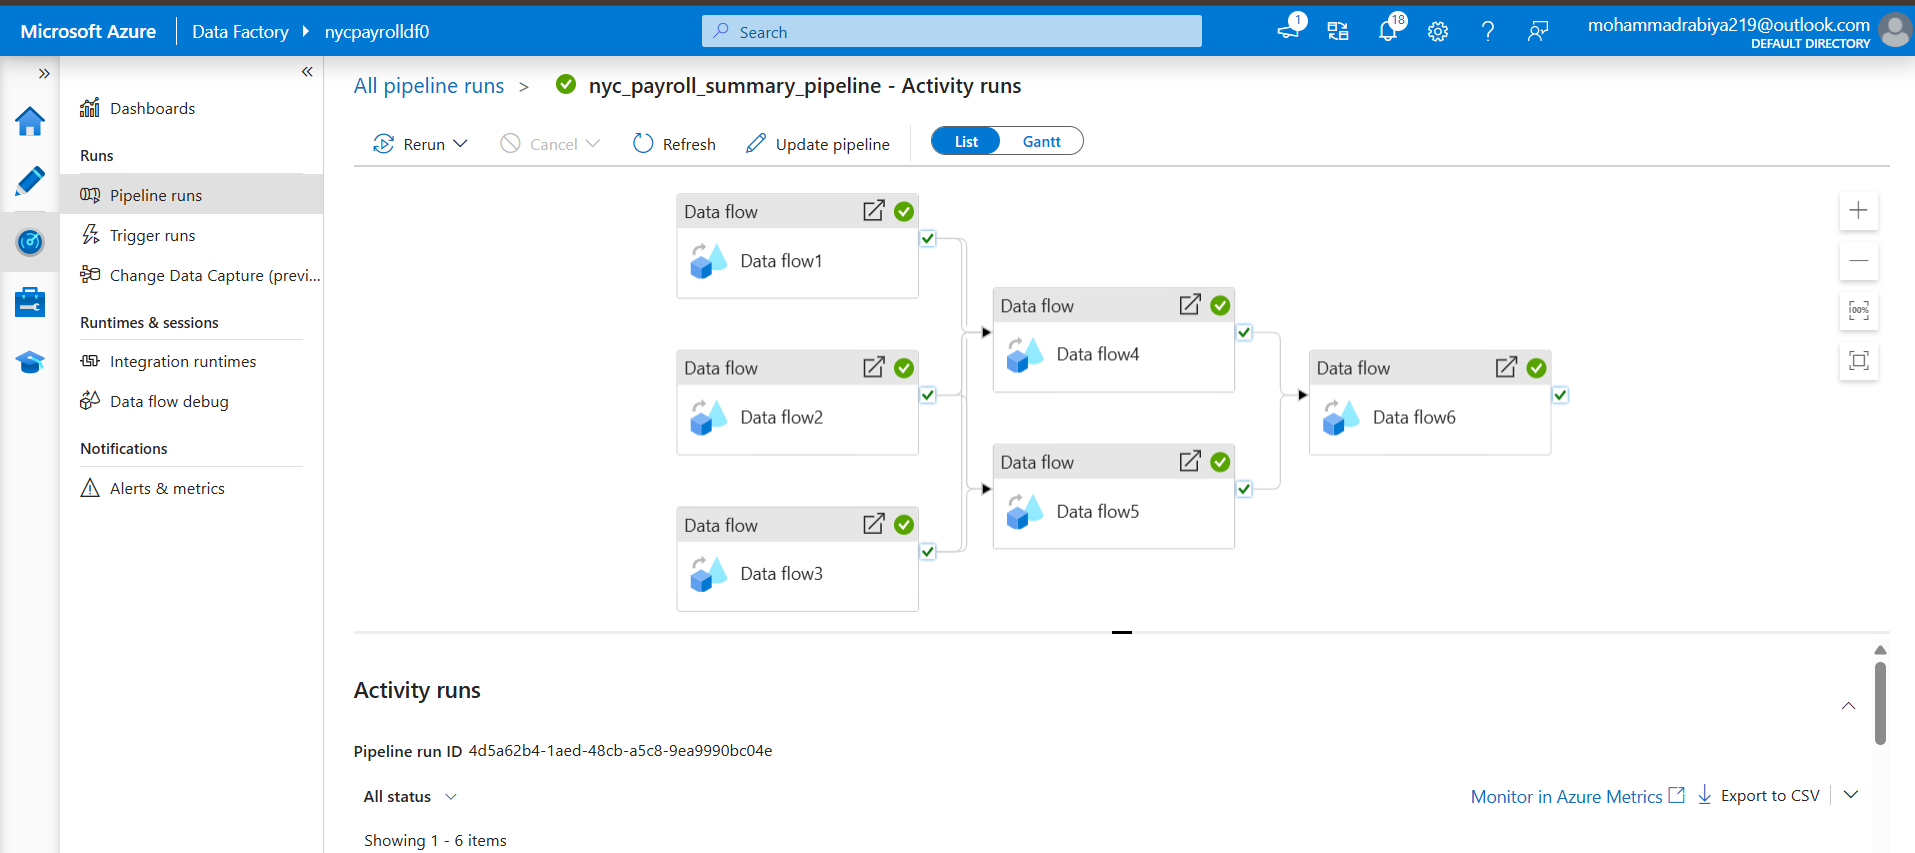 Microsoft Azure
Data Factory
nycpayrolldf0
Search
1
18
mohammadrabiya219@outlook.com
DEFAULT DIRECTORY
Dashboards
Runs
Pipeline runs
Trigger runs
Change Data Capture (previ...
Runtimes & sessions
Integration runtimes
Data flow debug
Notifications
Alerts & metrics
All pipeline runs > nyc_payroll_summary_pipeline - Activity runs
Rerun
Cancel
Refresh
Update pipeline
List
Gantt
Data flow
Data flow1
Data flow
Data flow2
Data flow
Data flow3
Data flow
Data flow4
Data flow
Data flow5
Data flow
Data flow6
100%
Activity runs
Pipeline run ID 4d5a62b4-1aed-48cb-a5c8-9ea9990bc04e
All status
Monitor in Azure Metrics
Export to CSV
Showing 1 - 6 items